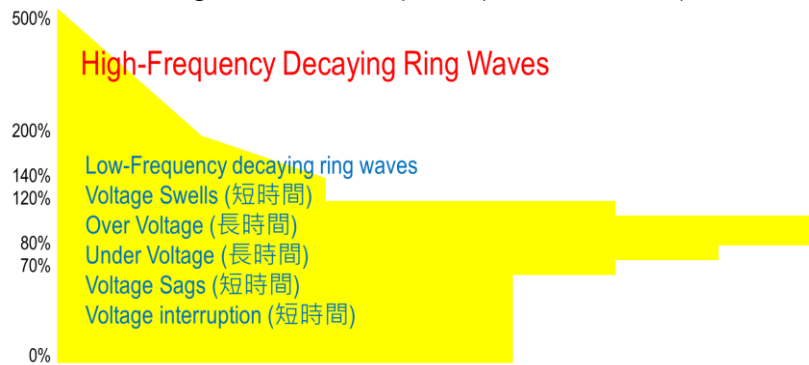 500%
High-Frequency Decaying Ring Waves
200%
Low-Frequency decaying ring waves
140%
Voltage Swells (短時間)
120%
Over Voltage (長時間)
80%
Under Voltage (長時間)
70%
Voltage Sags (短時間)
Voltage interruption (短時間)
0%